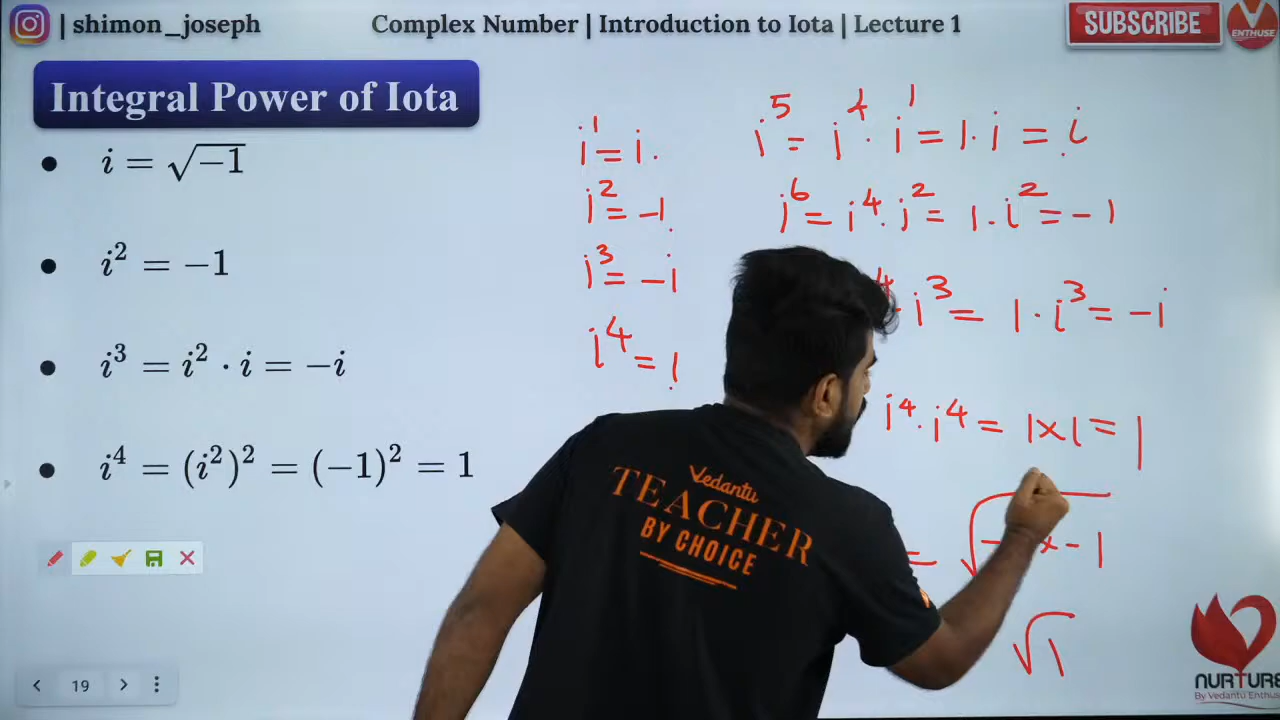 | shimon_joseph
Complex Number | Introduction to Iota | Lecture 1
SUBSCRIBE
ENTHUSE
Integral Power of Iota
i = √−1
i² = −1
i³ = i² · i = −i
i⁴ = (i²)² = (−1)² = 1
i¹ = i.
i² = −1
i³ = −i
i⁴ = 1
i⁵ = i⁴ · i¹ = 1 · i = i
i⁶ = i⁴ · i² = 1 · i² = −1
· i³ = 1 · i³ = −i
i⁴ · i⁴ = 1×1 = 1
= √− × −1
√1
Vedantu
TEACHER
BY CHOICE
19
NURTURE
By Vedantu Enthuse